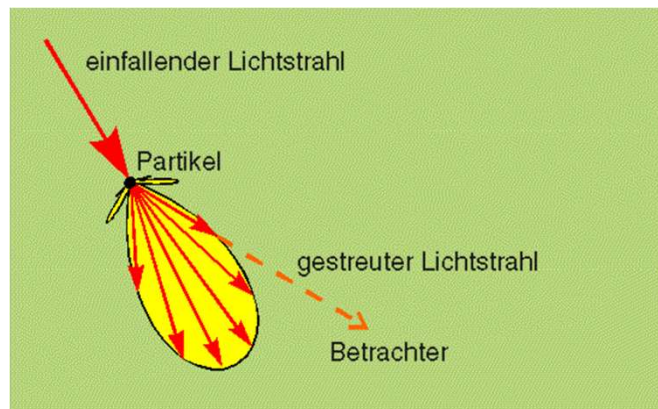 einfallender Lichtstrahl
Partikel
gestreuter Lichtstrahl
Betrachter